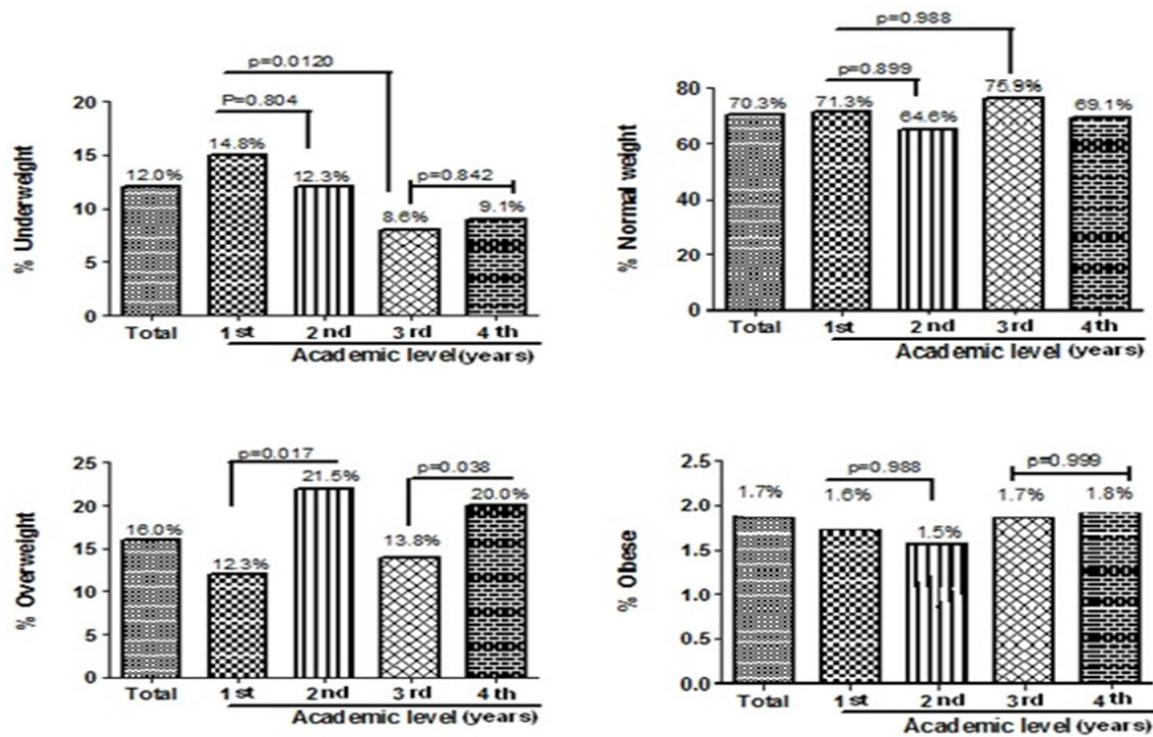 p=0.0120
P=0.804
20
15
10
5
0
% Underweight
14.8%
12.0%
12.3%
p=0.842
8.6%
9.1%
Total
1st
2nd
3rd
4th
Academic level (years)
p=0.988
p=0.899
80
60
40
20
0
% Normal weight
70.3%
71.3%
64.6%
75.9%
69.1%
Total
1st
2nd
3rd
4th
Academic level (years)
p=0.017
p=0.038
25
20
15
10
5
0
% Overweight
16.0%
12.3%
21.5%
13.8%
20.0%
Total
1st
2nd
3rd
4th
Academic level (years)
p=0.988
p=0.999
2.5
2.0
1.5
1.0
0.5
0.0
% Obese
1.7%
1.6%
1.5%
1.7%
1.8%
Total
1st
2nd
3rd
4th
Academic level (years)